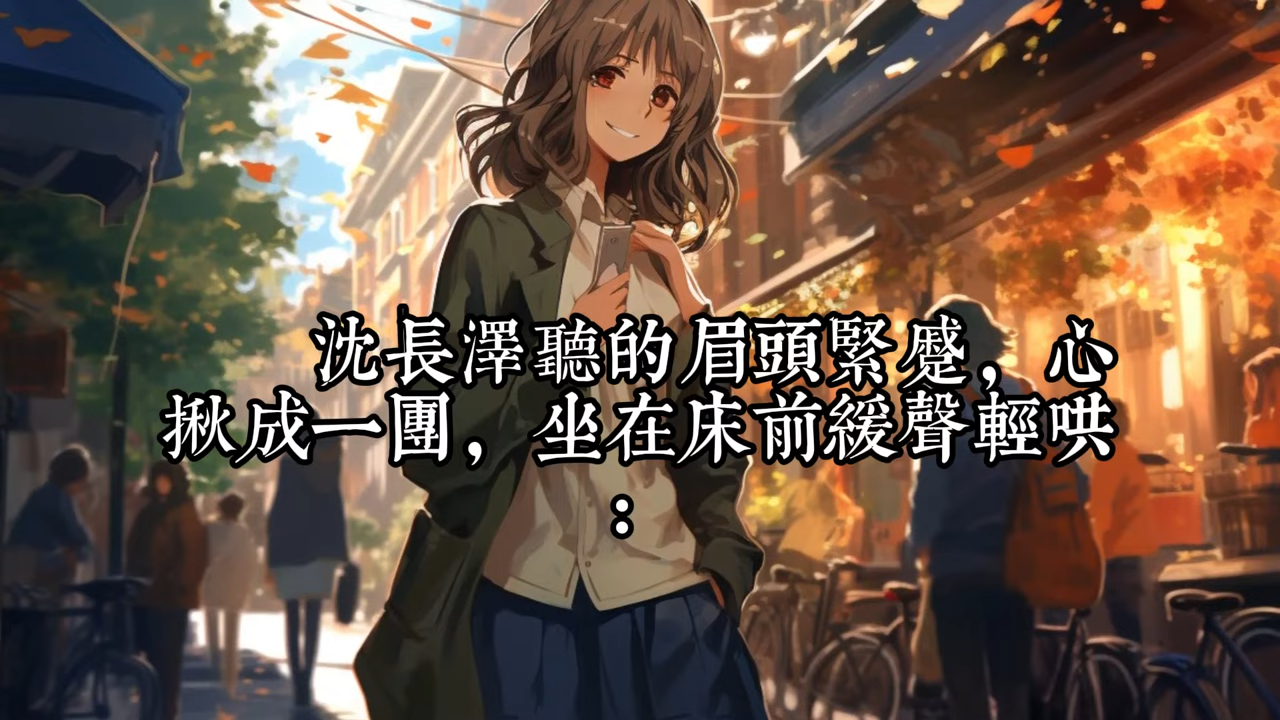 沈長澤聽的眉頭緊蹙，心
揪成一團，坐在床前緩聲輕哄
：